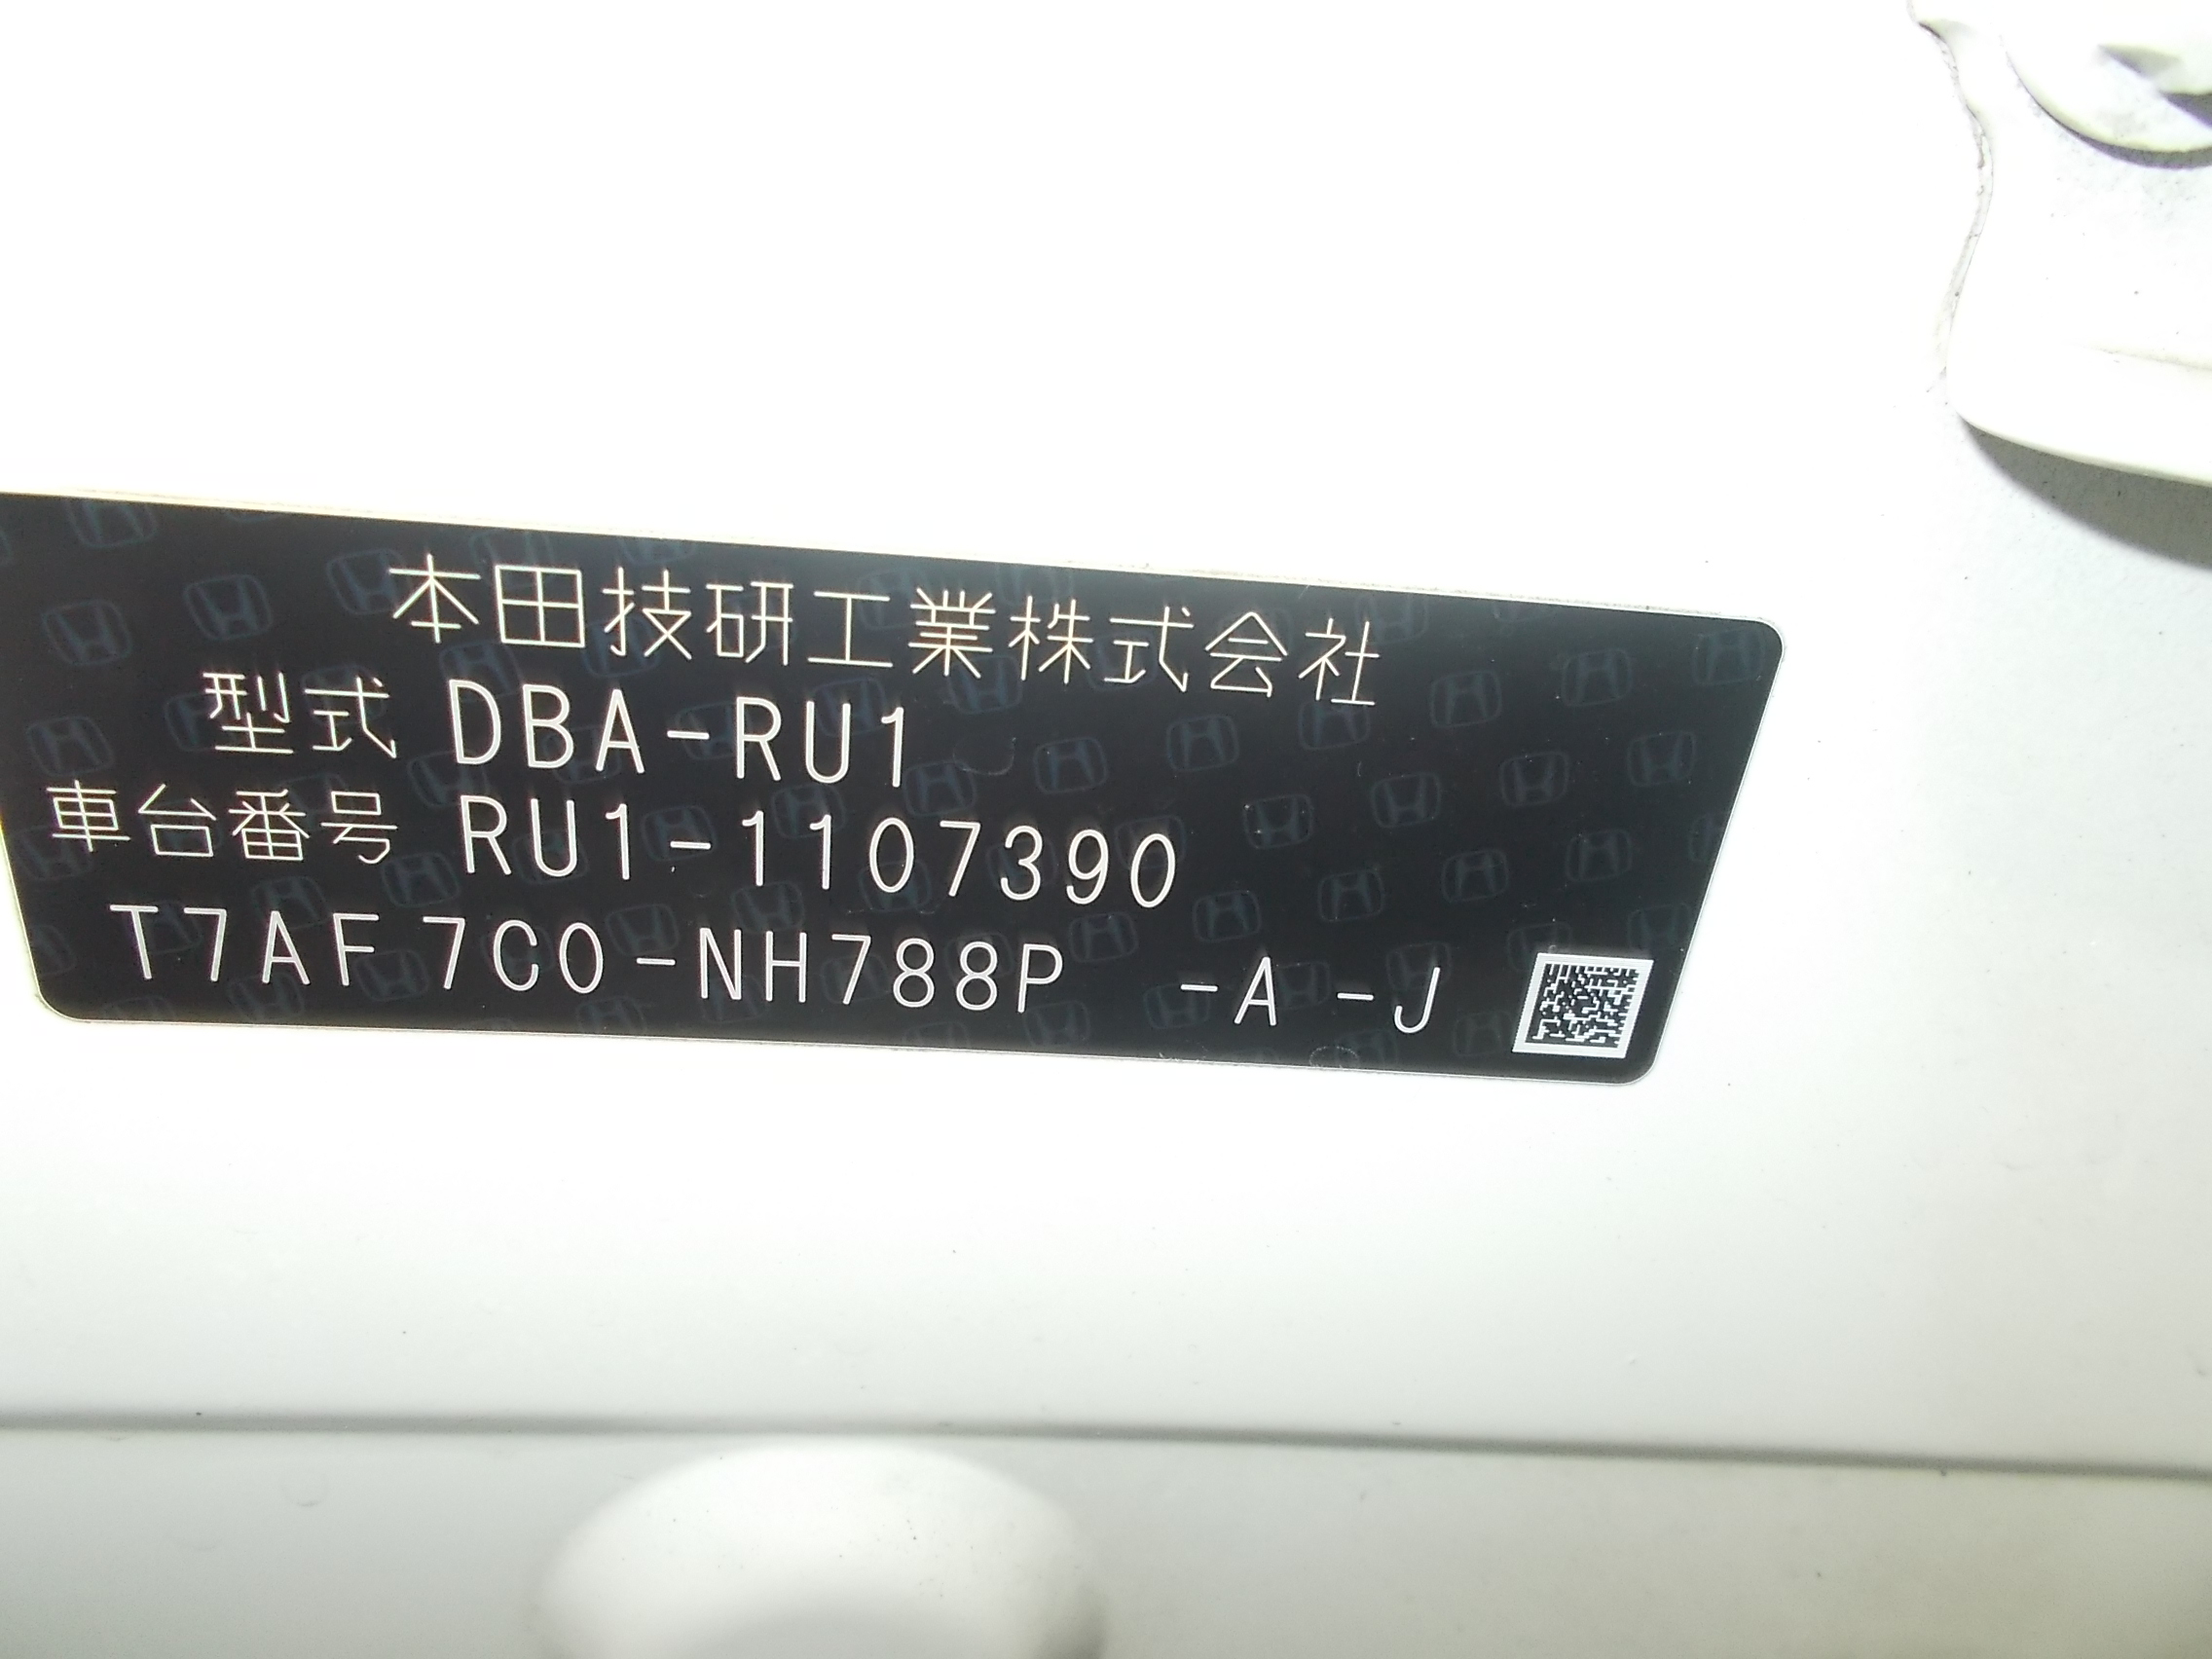 本田技研工業株式会社
型式 DBA-RU1
車台番号 RU1-1107390
T7AF7C0-NH788P -A-J